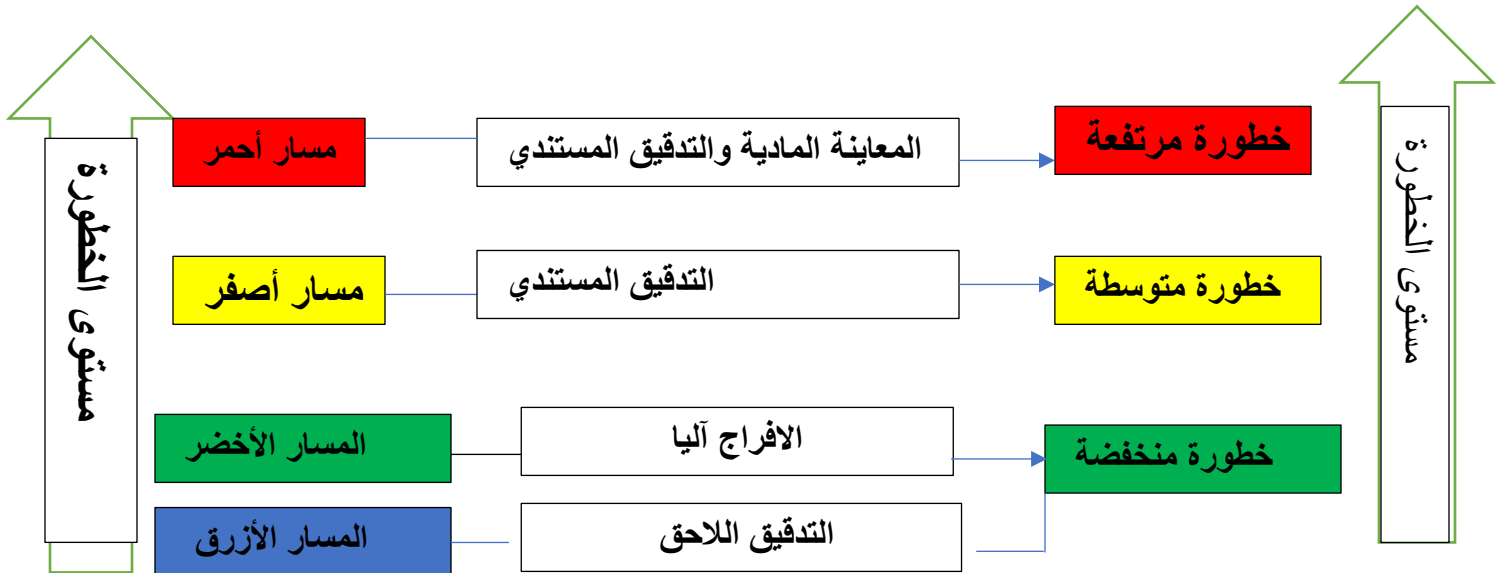 مستوى الخطورة
خطورة مرتفعة
المعاينة المادية والتدقيق المستندي
مسار أحمر
مستوى الخطورة
خطورة متوسطة
التدقيق المستندي
مسار أصفر
خطورة منخفضة
الافراج آليا
المسار الأخضر
التدقيق اللاحق
المسار الأزرق